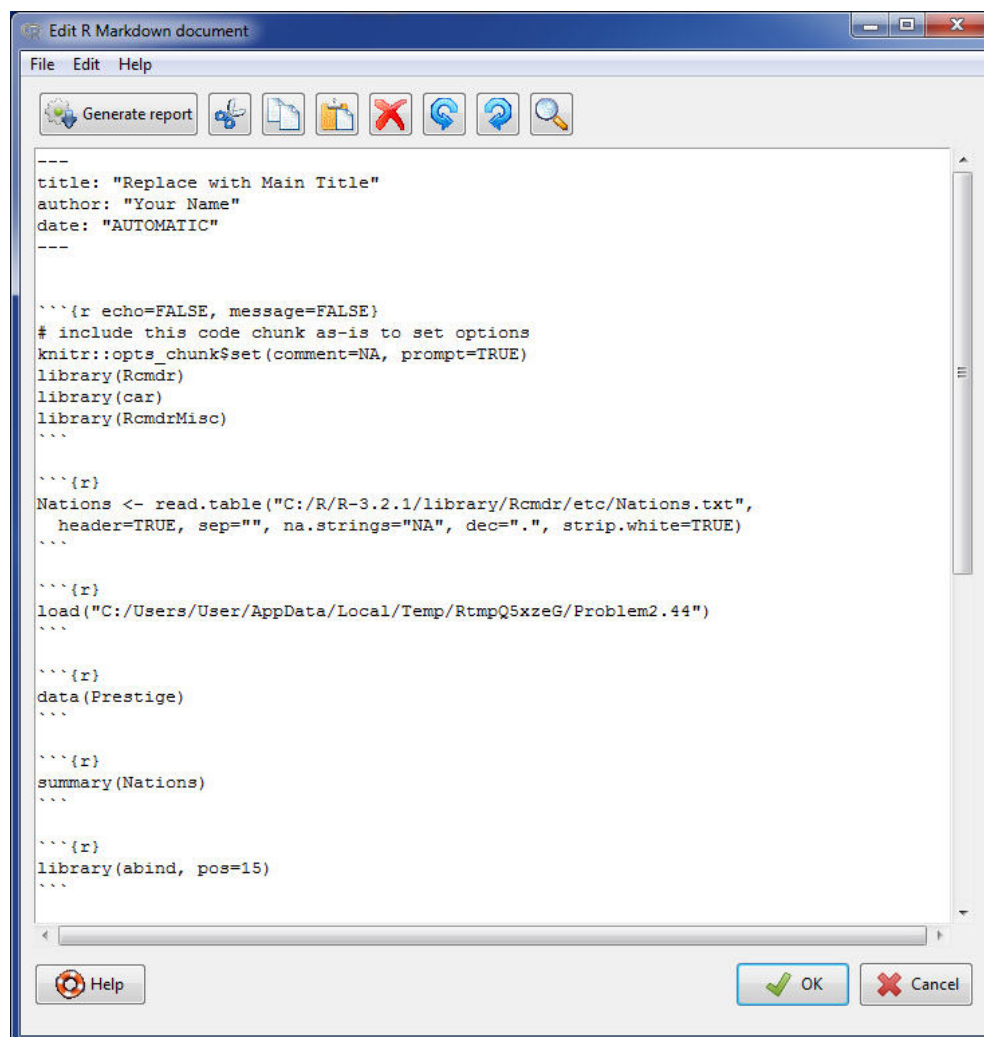 Edit R Markdown document
File Edit Help
Generate report
---
title: "Replace with Main Title"
author: "Your Name"
date: "AUTOMATIC"
---
```{r echo=FALSE, message=FALSE}
# include this code chunk as-is to set options
knitr::opts_chunk$set(comment=NA, prompt=TRUE)
library(Rcmdr)
library(car)
library(RcmdrMisc)
```
```{r}
Nations <- read.table("C:/R/R-3.2.1/library/Rcmdr/etc/Nations.txt",
  header=TRUE, sep="", na.strings="NA", dec=".", strip.white=TRUE)
```
```{r}
load("C:/Users/User/AppData/Local/Temp/RtmpQ5xzeG/Problem2.44")
```
```{r}
data(Prestige)
```
```{r}
summary(Nations)
```
```{r}
library(abind, pos=15)
```
Help OK Cancel